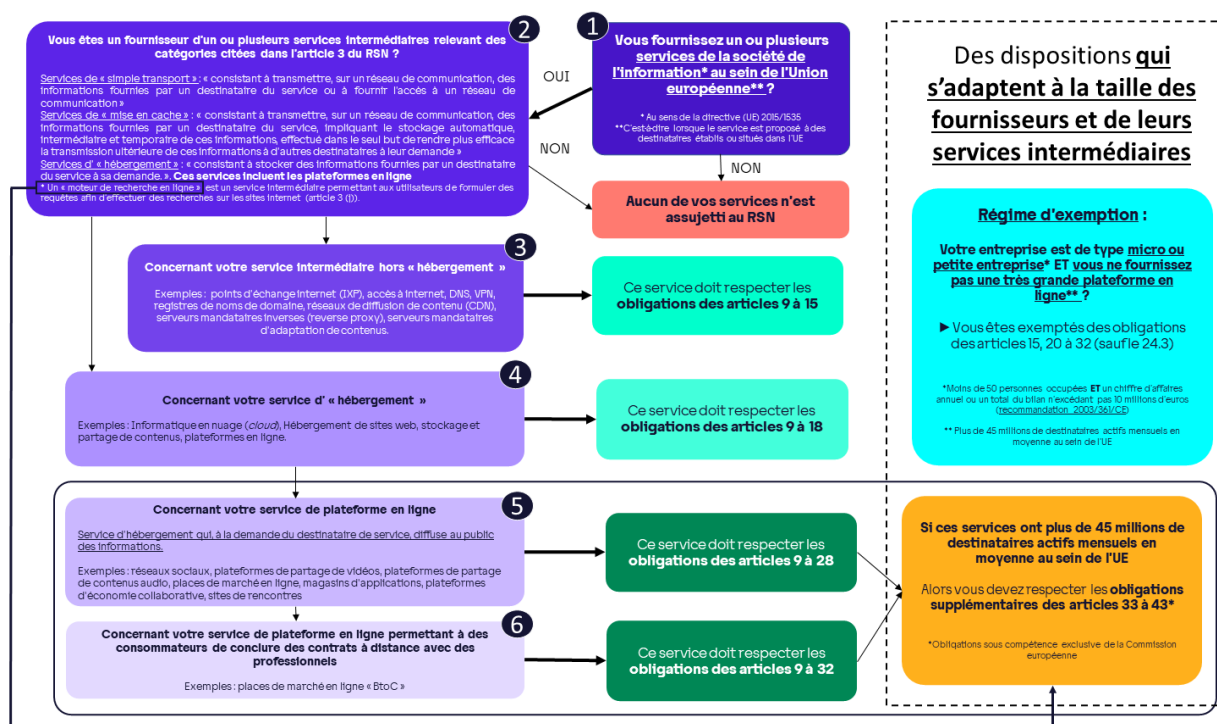 1
Vous fournissez un ou plusieurs
services de la société de
l'information* au sein de l'Union
européenne** ?
* Au sens de la directive (UE) 2015/1535
**C'est-à-dire lorsque le service est proposé à des
destinataires établis ou situés dans l'UE
OUI
NON
NON
2
Vous êtes un fournisseur d'un ou plusieurs services intermédiaires relevant des
catégories citées dans l'article 3 du RSN ?
Services de « simple transport » : « consistant à transmettre, sur un réseau de communication, des
informations fournies par un destinataire du service ou à fournir l'accès à un réseau de
communication »
Services de « mise en cache » : « consistant à transmettre, sur un réseau de communication, des
informations fournies par un destinataire du service, impliquant le stockage automatique,
intermédiaire et temporaire de ces informations, effectué dans le seul but de rendre plus efficace
la transmission ultérieure de ces informations à d'autres destinataires à leur demande »
Services d' « hébergement » : « consistant à stocker des informations fournies par un destinataire
du service à sa demande. ». Ces services incluent les plateformes en ligne
* Un « moteur de recherche en ligne » est un service intermédiaire permettant aux utilisateurs de formuler des
requêtes afin d'effectuer des recherches sur les sites internet (article 3 (j)).
Aucun de vos services n'est
assujetti au RSN
3
Concernant votre service intermédiaire hors « hébergement »
Exemples : points d'échange internet (IXP), accès à internet, DNS, VPN,
registres de noms de domaine, réseaux de diffusion de contenu (CDN),
serveurs mandataires inverses (reverse proxy), serveurs mandataires
d'adaptation de contenus.
Ce service doit respecter les
obligations des articles 9 à 15
4
Concernant votre service d' « hébergement »
Exemples : Informatique en nuage (cloud), Hébergement de sites web, stockage et
partage de contenus, plateformes en ligne.
Ce service doit respecter les
obligations des articles 9 à 18
5
Concernant votre service de plateforme en ligne
Service d'hébergement qui, à la demande du destinataire de service, diffuse au public
des informations.
Exemples : réseaux sociaux, plateformes de partage de vidéos, plateformes de partage
de contenus audio, places de marché en ligne, magasins d'applications, plateformes
d'économie collaborative, sites de rencontres
Ce service doit respecter les
obligations des articles 9 à 28
6
Concernant votre service de plateforme en ligne permettant à des
consommateurs de conclure des contrats à distance avec des
professionnels
Exemples : places de marché en ligne « BtoC »
Ce service doit respecter les
obligations des articles 9 à 32
Des dispositions qui
s'adaptent à la taille des
fournisseurs et de leurs
services intermédiaires
Régime d'exemption :
Votre entreprise est de type micro ou
petite entreprise* ET vous ne fournissez
pas une très grande plateforme en
ligne** ?
► Vous êtes exemptés des obligations
des articles 15, 20 à 32 (sauf le 24.3)
*Moins de 50 personnes occupées ET un chiffre d'affaires
annuel ou un total du bilan n'excédant pas 10 millions d'euros
(recommandation 2003/361/CE)
** Plus de 45 millions de destinataires actifs mensuels en
moyenne au sein de l'UE
Si ces services ont plus de 45 millions de
destinataires actifs mensuels en
moyenne au sein de l'UE
Alors vous devez respecter les obligations
supplémentaires des articles 33 à 43*
*Obligations sous compétence exclusive de la Commission
européenne